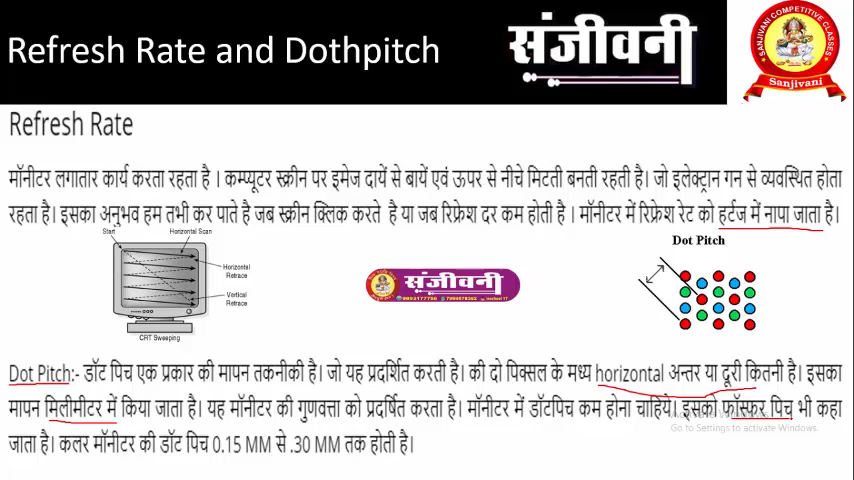 Refresh Rate and Dothpitch
संजीवनी
SANJIVANI COMPETITIVE CLASSES
Sanjivani
Refresh Rate
मॉनीटर लगातार कार्य करता रहता है । कम्प्यूटर स्क्रीन पर इमेज दायें से बायें एवं ऊपर से नीचे मिटती बनती रहती है। जो इलेक्ट्रान गन से व्यवस्थित होता
रहता है। इसका अनुभव हम तभी कर पाते है जब स्क्रीन क्लिक करते है या जब रिफ्रेश दर कम होती है । मॉनीटर में रिफ्रेश रेट को हर्टज में नापा जाता है।
Start
Horizontal Scan
Horizontal
Retrace
Vertical
Retrace
CRT Sweeping
संजीवनी
Dot Pitch
Dot Pitch:- डॉट पिच एक प्रकार की मापन तकनीकी है। जो यह प्रदर्शित करती है। की दो पिक्सल के मध्य horizontal अन्तर या दूरी कितनी है। इसका
मापन मिलीमीटर में किया जाता है। यह मॉनीटर की गुणवत्ता को प्रदर्षित करता है। मॉनीटर में डॉटपिच कम होना चाहिये। इसको फॉस्फर पिच भी कहा
जाता है। कलर मॉनीटर की डॉट पिच 0.15 MM से .30 MM तक होती है।
Activate Windows
Go to Settings to activate Windows.